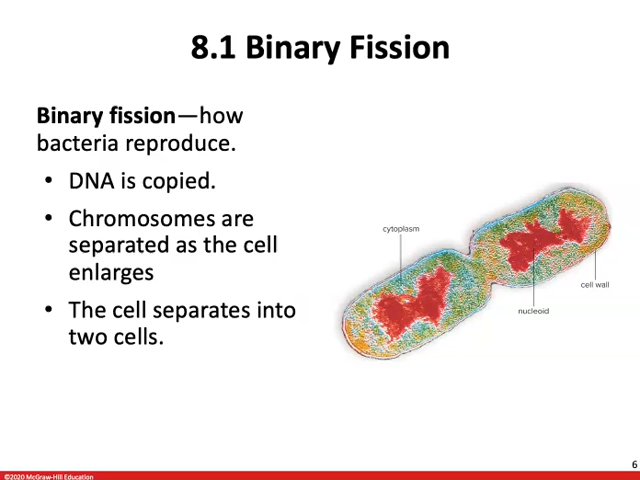 8.1 Binary Fission
Binary fission—how
bacteria reproduce.
• DNA is copied.
• Chromosomes are
separated as the cell
enlarges
• The cell separates into
two cells.
cytoplasm
cell wall
nucleoid
6
©2020 McGraw-Hill Education